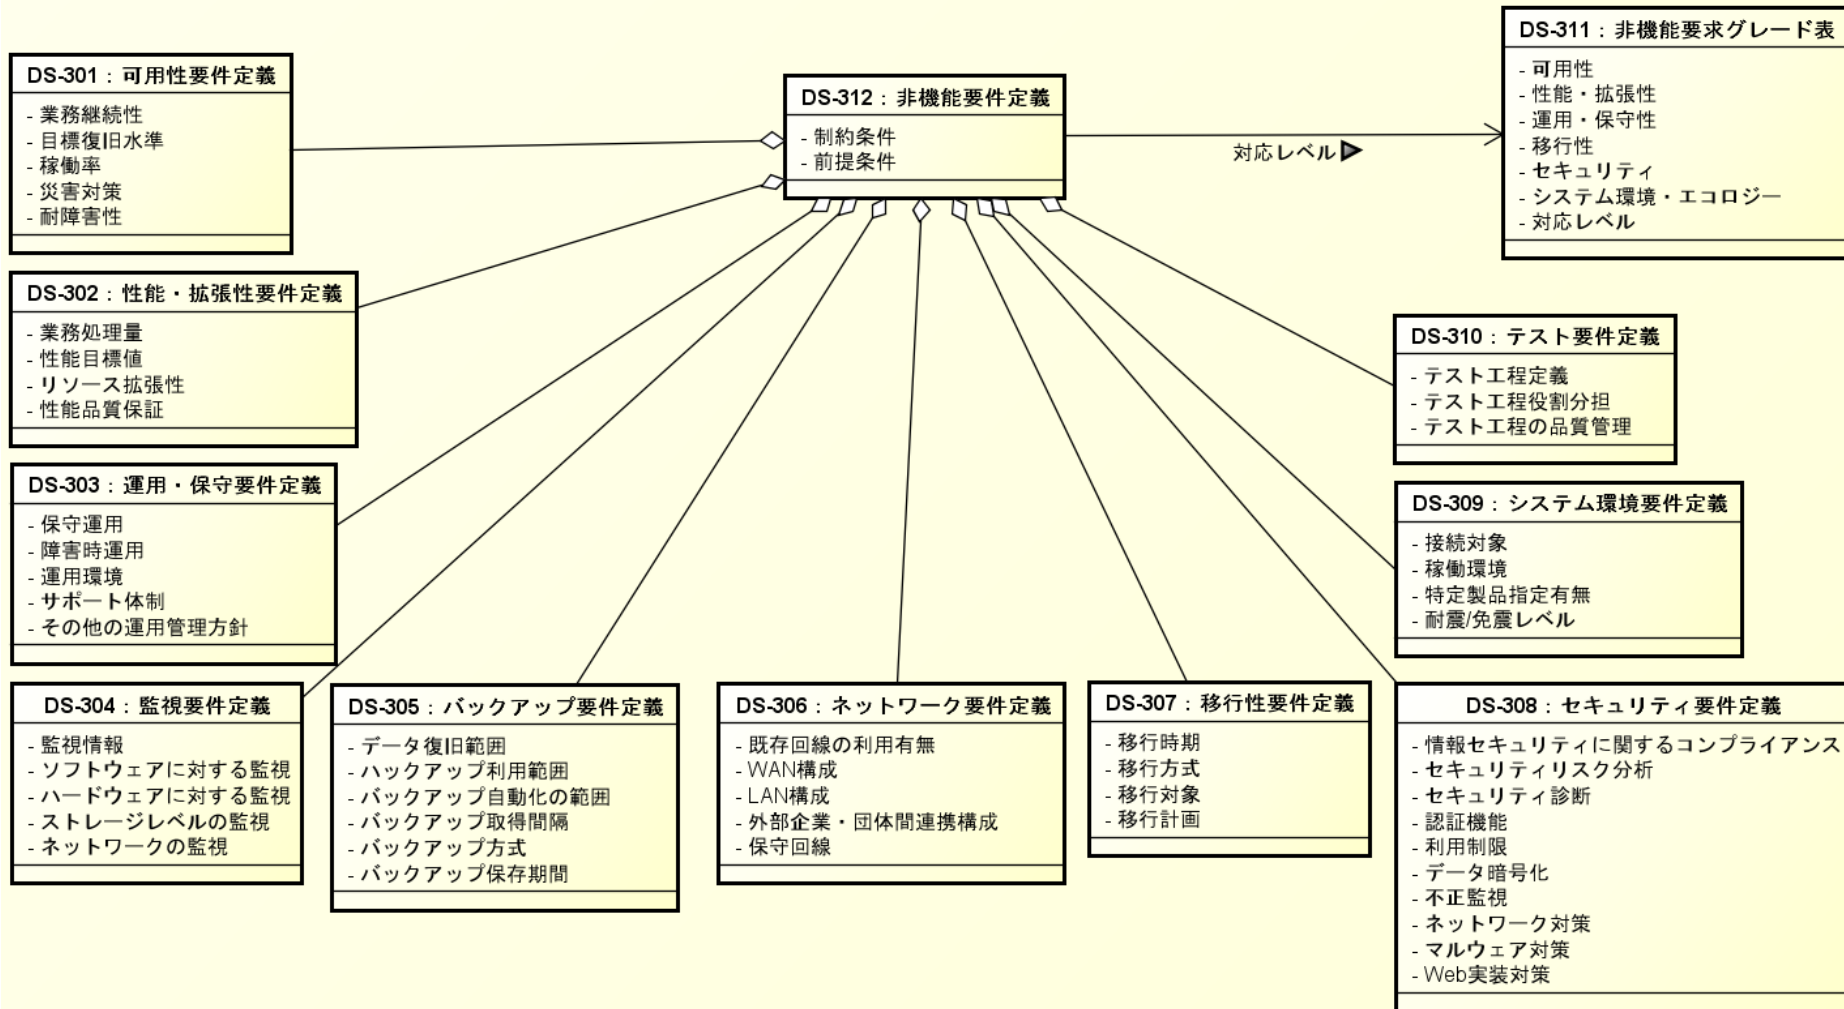 DS-301：可用性要件定義
- 業務継続性
- 目標復旧水準
- 稼働率
- 災害対策
- 耐障害性
DS-312：非機能要件定義
- 制約条件
- 前提条件
対応レベル
DS-311：非機能要求グレード表
- 可用性
- 性能・拡張性
- 運用・保守性
- 移行性
- セキュリティ
- システム環境・エコロジー
- 対応レベル
DS-302：性能・拡張性要件定義
- 業務処理量
- 性能目標値
- リソース拡張性
- 性能品質保証
DS-310：テスト要件定義
- テスト工程定義
- テスト工程役割分担
- テスト工程の品質管理
DS-303：運用・保守要件定義
- 保守運用
- 障害時運用
- 運用環境
- サポート体制
- その他の運用管理方針
DS-309：システム環境要件定義
- 接続対象
- 稼働環境
- 特定製品指定有無
- 耐震/免震レベル
DS-304：監視要件定義
- 監視情報
- ソフトウェアに対する監視
- ハードウェアに対する監視
- ストレージレベルの監視
- ネットワークの監視
DS-305：バックアップ要件定義
- データ復旧範囲
- ハックアップ利用範囲
- バックアップ自動化の範囲
- バックアップ取得間隔
- バックアップ方式
- バックアップ保存期間
DS-306：ネットワーク要件定義
- 既存回線の利用有無
- WAN構成
- LAN構成
- 外部企業・団体間連携構成
- 保守回線
DS-307：移行性要件定義
- 移行時期
- 移行方式
- 移行対象
- 移行計画
DS-308：セキュリティ要件定義
- 情報セキュリティに関するコンプライアンス
- セキュリティリスク分析
- セキュリティ診断
- 認証機能
- 利用制限
- データ暗号化
- 不正監視
- ネットワーク対策
- マルウェア対策
- Web実装対策